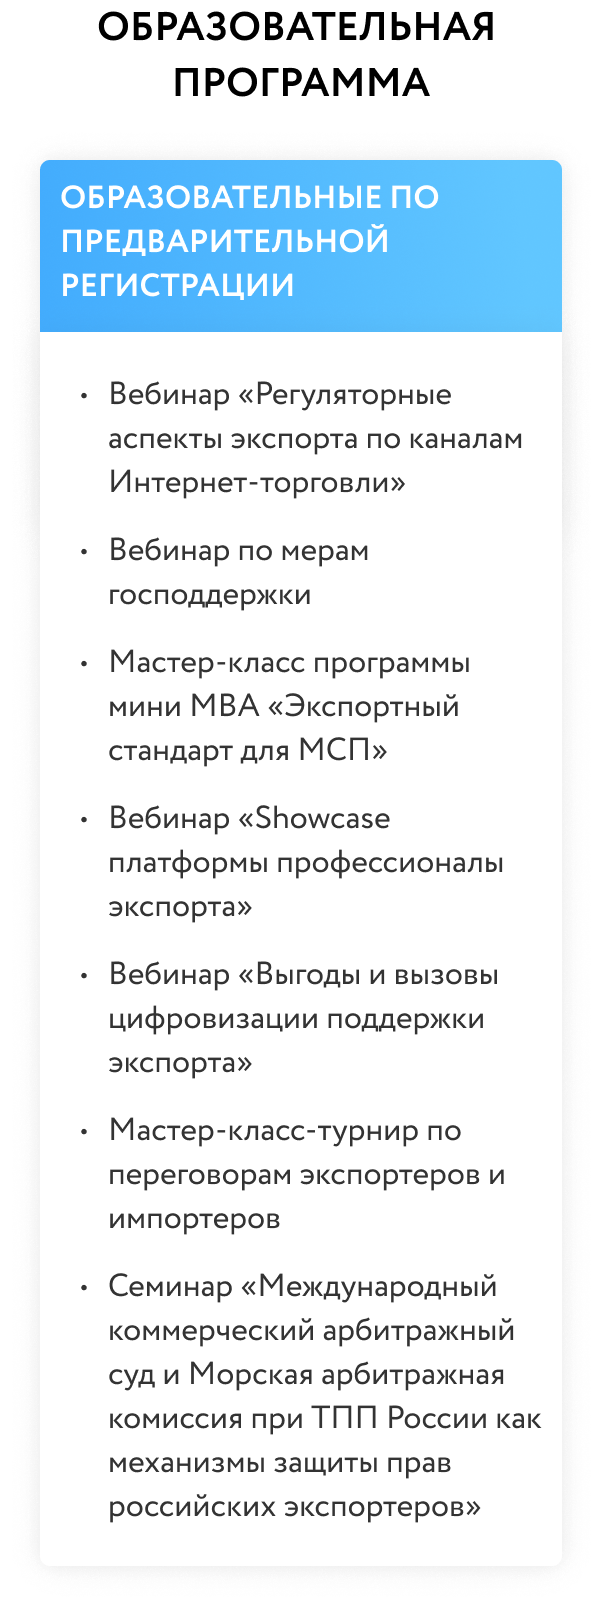 ОБРАЗОВАТЕЛЬНАЯ
ПРОГРАММА
ОБРАЗОВАТЕЛЬНЫЕ ПО
ПРЕДВАРИТЕЛЬНОЙ
РЕГИСТРАЦИИ
• Вебинар «Регуляторные
аспекты экспорта по каналам
Интернет-торговли»
• Вебинар по мерам
господдержки
• Мастер-класс программы
мини МВА «Экспортный
стандарт для МСП»
• Вебинар «Showcase
платформы профессионалы
экспорта»
• Вебинар «Выгоды и вызовы
цифровизации поддержки
экспорта»
• Мастер-класс-турнир по
переговорам экспортеров и
импортеров
• Семинар «Международный
коммерческий арбитражный
суд и Морская арбитражная
комиссия при ТПП России как
механизмы защиты прав
российских экспортеров»